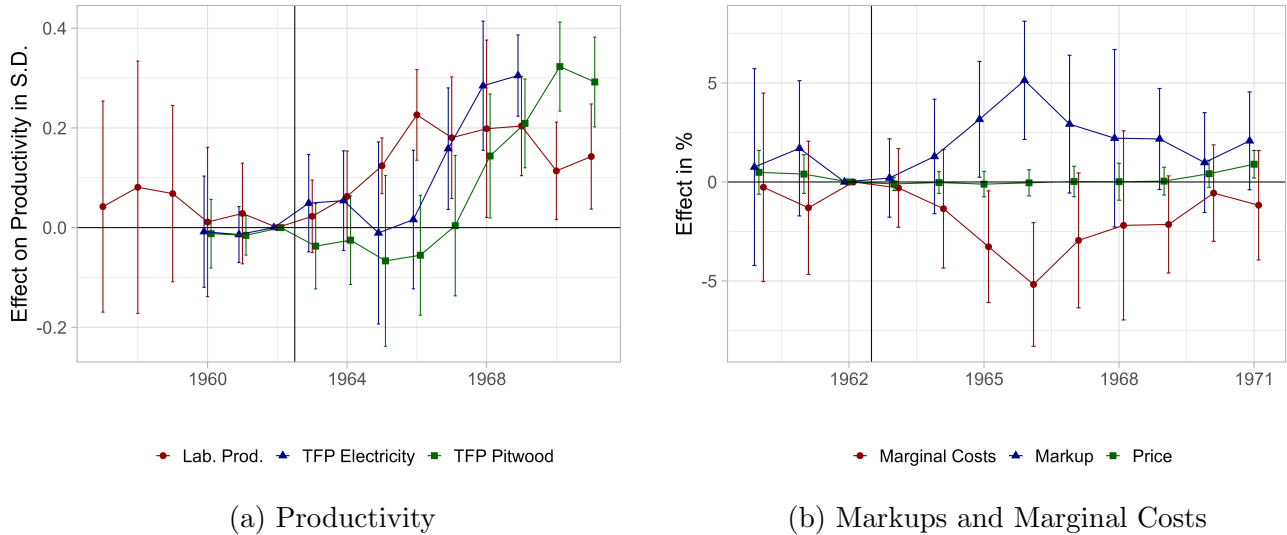 Effect on Productivity in S.D.
0.4
0.2
0.0
-0.2
1960 1964 1968
Lab. Prod. TFP Electricity TFP Pitwood
(a) Productivity
Effect in %
5
0
-5
1962 1965 1968 1971
Marginal Costs Markup Price
(b) Markups and Marginal Costs